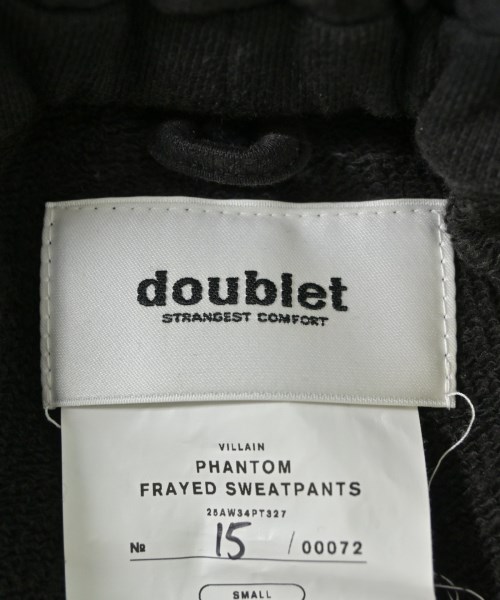 doublet
STRANGEST COMFORT
VILLAIN
PHANTOM
FRAYED SWEATPANTS
25AW34PT327
№ 15 / 00072
SMALL